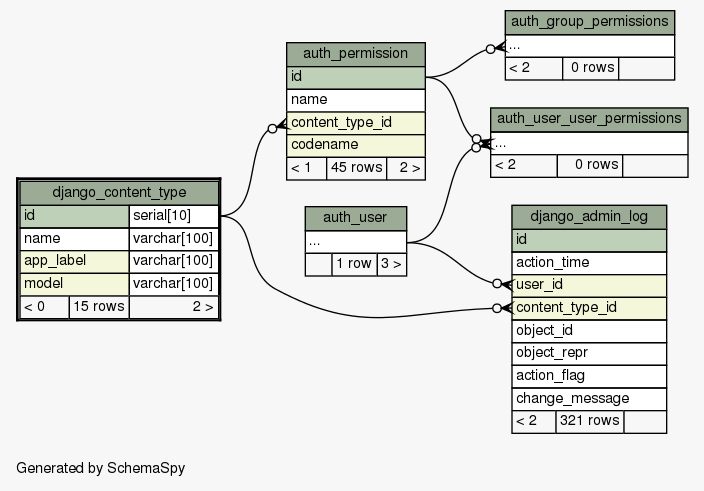 auth_group_permissions
...
< 2 0 rows
auth_permission
id
name
content_type_id
codename
< 1 45 rows 2 >
auth_user_user_permissions
...
< 2 0 rows
django_content_type
id serial[10]
name varchar[100]
app_label varchar[100]
model varchar[100]
< 0 15 rows 2 >
auth_user
...
1 row 3 >
django_admin_log
id
action_time
user_id
content_type_id
object_id
object_repr
action_flag
change_message
< 2 321 rows
Generated by SchemaSpy